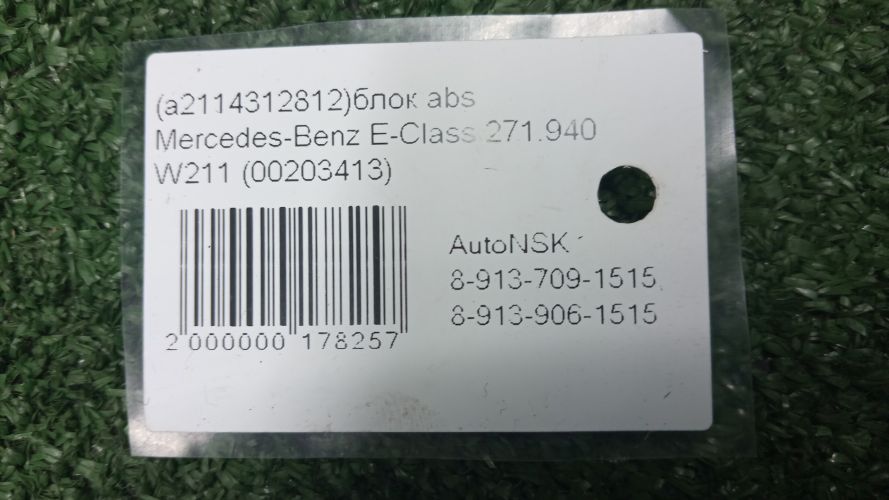 (a2114312812)блок abs
Mercedes-Benz E-Class 271.940
W211 (00203413)
AutoNSK
8-913-709-1515
8-913-906-1515
2 000000 178257